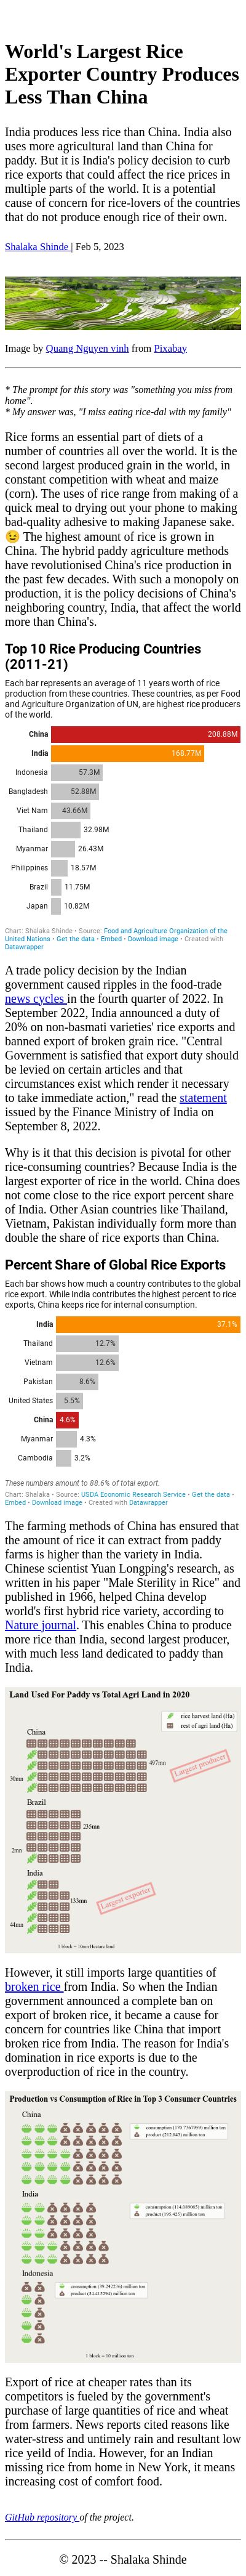 World's Largest Rice
Exporter Country Produces
Less Than China
India produces less rice than China. India also
uses more agricultural land than China for
paddy. But it is India's policy decision to curb
rice exports that could affect the rice prices in
multiple parts of the world. It is a potential
cause of concern for rice-lovers of the countries
that do not produce enough rice of their own.
Shalaka Shinde | Feb 5, 2023
Image by Quang Nguyen vinh from Pixabay
* The prompt for this story was "something you miss from
home".
* My answer was, "I miss eating rice-dal with my family"
Rice forms an essential part of diets of a
number of countries all over the world. It is the
second largest produced grain in the world, in
constant competition with wheat and maize
(corn). The uses of rice range from making of a
quick meal to drying out your phone to making
a quality adhesive to making Japanese sake.
😉 The highest amount of rice is grown in
China. The hybrid paddy agriculture methods
have revolutionised China's rice production in
the past few decades. With such a monopoly on
production, it is the policy decisions of China's
neighboring country, India, that affect the world
more than China's.
Top 10 Rice Producing Countries
(2011-21)
Each bar represents an average of 11 years worth of rice
production from these countries. These countries, as per Food
and Agriculture Organization of UN, are highest rice producers
of the world.
China 208.88M
India 168.77M
Indonesia 57.3M
Bangladesh 52.88M
Viet Nam 43.66M
Thailand 32.98M
Myanmar 26.43M
Philippines 18.57M
Brazil 11.75M
Japan 10.82M
Chart: Shalaka Shinde • Source: Food and Agriculture Organization of the
United Nations • Get the data • Embed • Download image • Created with
Datawrapper
A trade policy decision by the Indian
government caused ripples in the food-trade
news cycles in the fourth quarter of 2022. In
September 2022, India announced a duty of
20% on non-basmati varieties' rice exports and
banned export of broken grain rice. "Cetral
Government is satisfied that export duty should
be levied on certain articles and that
circumstances exist which render it necessary
to take immediate action," read the statement
issued by the Finance Ministry of India on
September 8, 2022.
Why is it that this decision is pivotal for other
rice-consuming countries? Because India is the
largest exporter of rice in the world. China does
not come close to the rice export percent share
of India. Other Asian countries like Thailand,
Vietnam, Pakistan individually form more than
double the share of rice exports than China.
Percent Share of Global Rice Exports
Each bar shows how much a country contributes to the global
rice export. While India contributes the highest percent to rice
exports, China keeps rice for internal consumption.
India 37.1%
Thailand 12.7%
Vietnam 12.6%
Pakistan 8.6%
United States 5.5%
China 4.6%
Myanmar 4.3%
Cambodia 3.2%
These numbers amount to 88.6% of total export.
Chart: Shalaka • Source: USDA Economic Research Service • Get the data •
Embed • Download image • Created with Datawrapper
The farming methods of China has ensured that
the amount of rice it can extract from paddy
farms is higher than the variety in India.
Chinese scientist Yuan Longping's research, as
written in his paper "Male Sterility in Rice" and
published in 1966, helped China develop
world's first hybrid rice variety, according to
Nature journal. This enables China to produce
more rice than India, second largest producer,
with much less land dedicated to paddy than
India.
Land Used For Paddy vs Total Agri Land in 2020
rice harvest land (Ha)
rest of agri land (Ha)
China
497mn
30mn
Largest producer
Brazil
235mn
2mn
India
133mn
44mn
Largest exporter
1 block = 10mn Hectare land
However, it still imports large quantities of
broken rice from India. So when the Indian
government announced a complete ban on
export of broken rice, it became a cause for
concern for countries like China that import
broken rice from India. The reason for India's
domination in rice exports is due to the
overproduction of rice in the country.
Production vs Consumption of Rice in Top 3 Consumer Countries
China
product (212.843) million ton
India
product (195.425) million ton
Indonesia
1 block = 10 million ton
Export of rice at cheaper rates than its
competitors is fueled by the government's
purchase of large quantities of rice and wheat
from farmers. News reports cited reasons like
water-stress and untimely rain and resultant low
rice yeild of India. However, for an Indian
missing rice from home in New York, it means
increasing cost of comfort food.
GitHub repository of the project.
© 2023 -- Shalaka Shinde